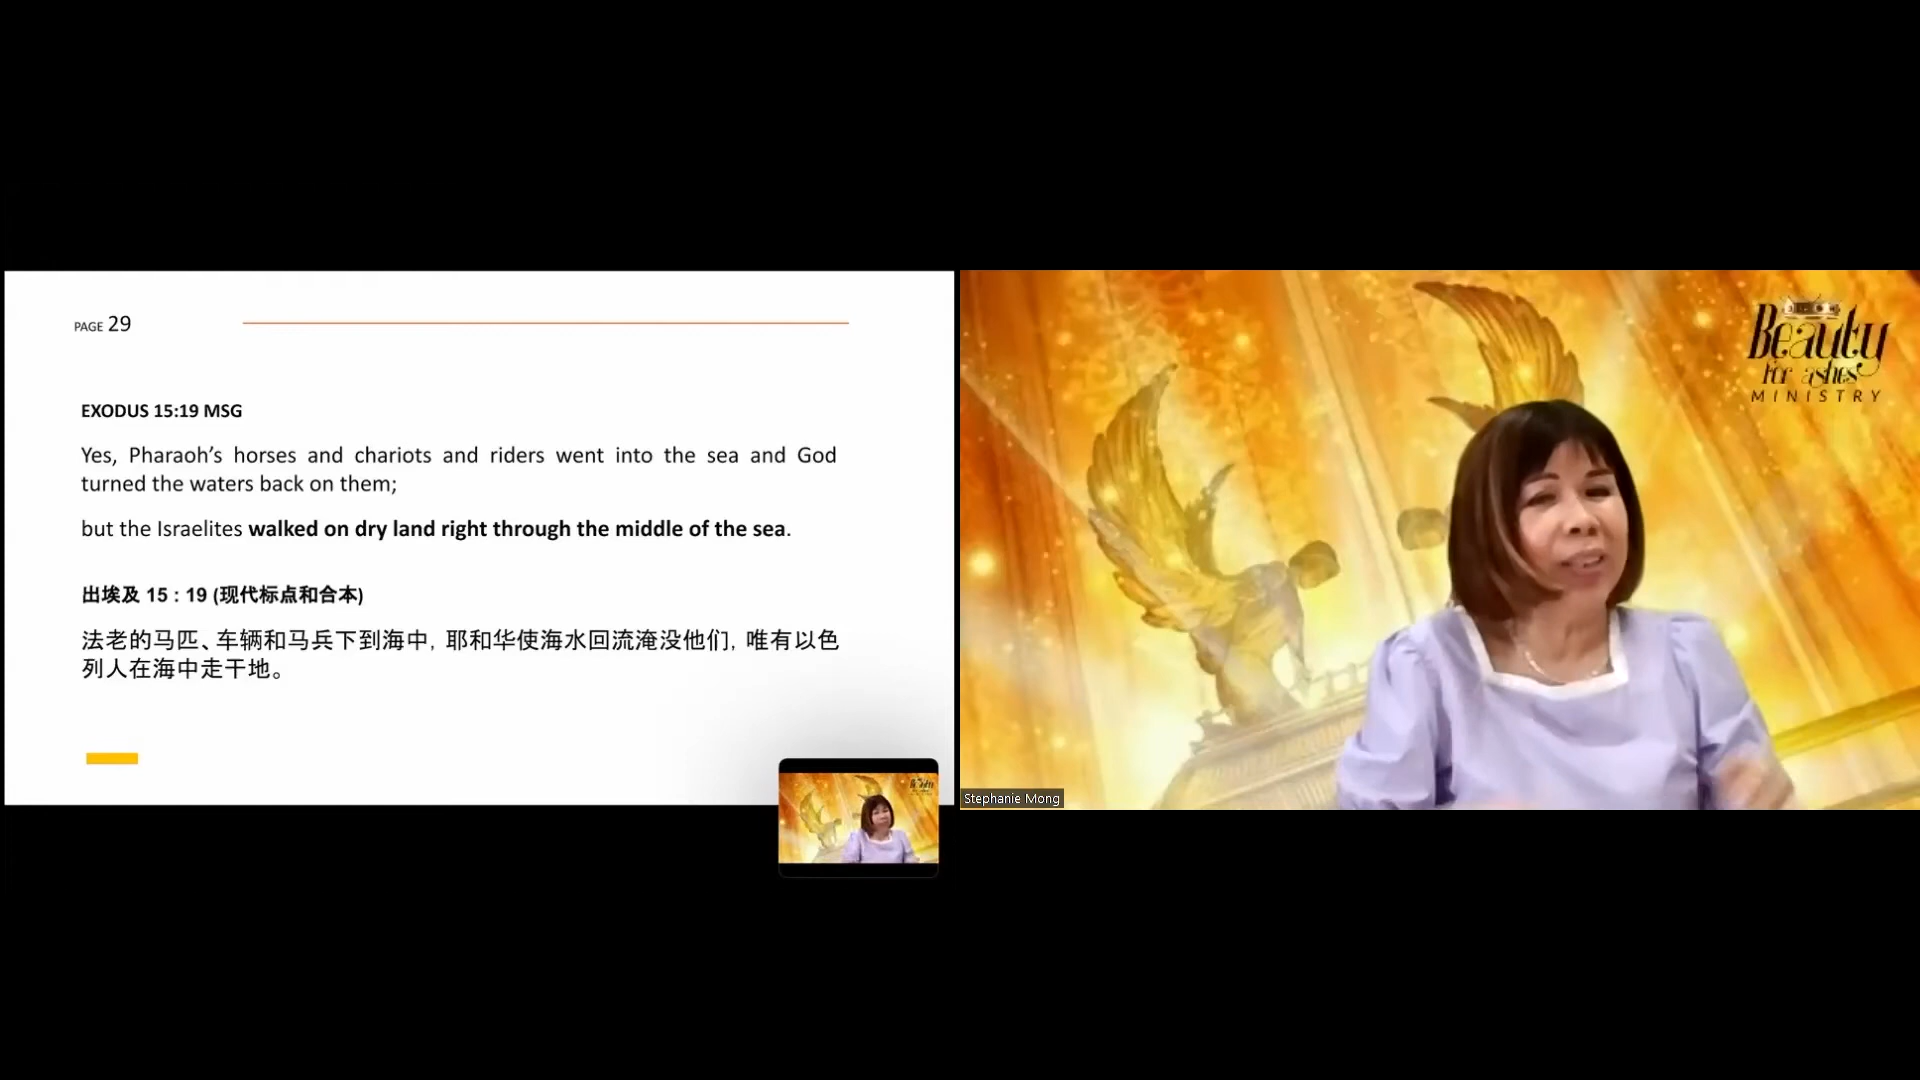 PAGE 29
EXODUS 15:19 MSG
Yes, Pharaoh’s horses and chariots and riders went into the sea and God
turned the waters back on them;
but the Israelites walked on dry land right through the middle of the sea.
出埃及 15 : 19 (现代标点和合本)
法老的马匹、车辆和马兵下到海中, 耶和华使海水回流淹没他们, 唯有以色
列人在海中走干地。
Beauty
For ashes
MINISTRY
Stephanie Mong